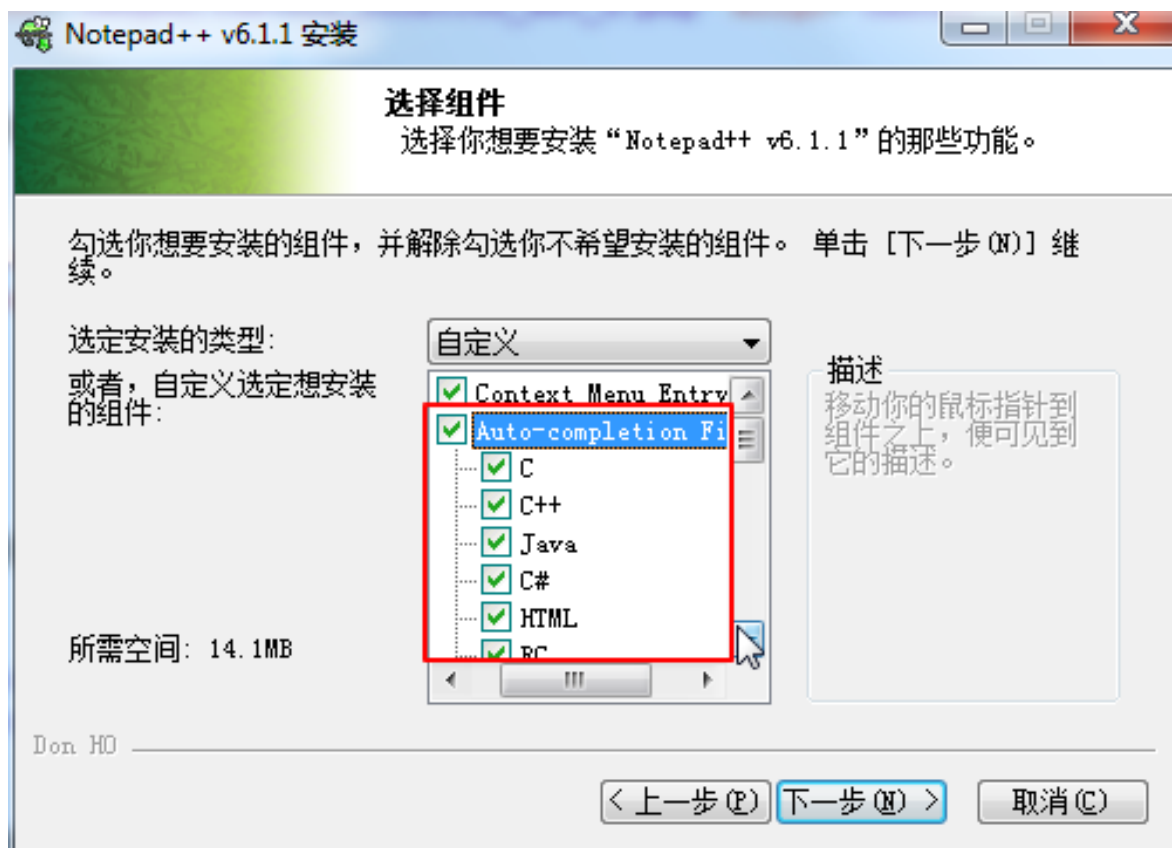 Notepad++ v6.1.1 安装
选择组件
选择你想要安装“Notepad++ v6.1.1”的那些功能。
勾选你想要安装的组件，并解除勾选你不希望安装的组件。 单击 [下一步(N)] 继
续。
选定安装的类型:
自定义
或者，自定义选定想安装
的组件:
Context Menu Entry
Auto-completion Fi
C
C++
Java
C#
HTML
RC
描述
移动你的鼠标指针到
组件之上，便可见到
它的描述。
所需空间: 14.1MB
Don HO
< 上一步(P)
下一步(N) >
取消(C)